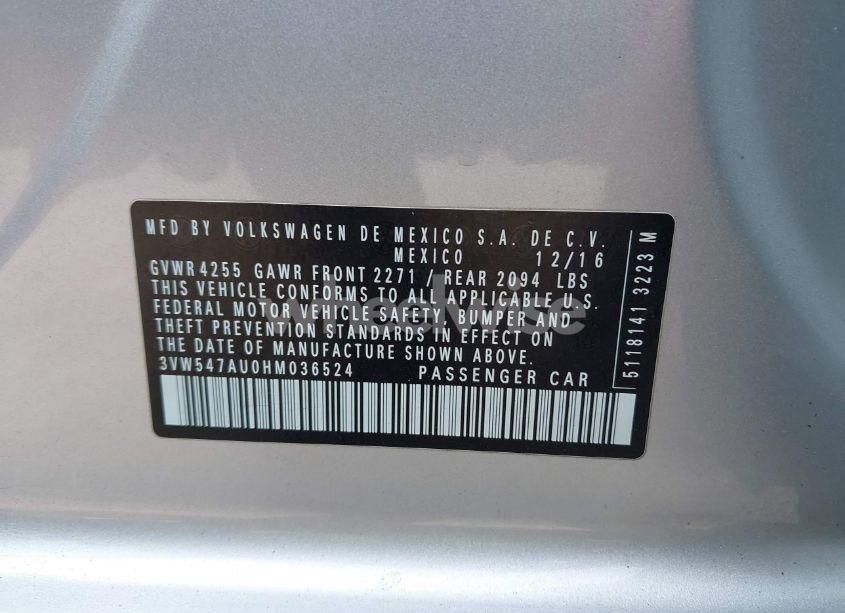 MFD BY VOLKSWAGEN DE MEXICO S.A. DE C.V.
MEXICO 12/16
GVWR 4255 GAWR FRONT 2271 / REAR 2094 LBS
THIS VEHICLE CONFORMS TO ALL APPLICABLE U.S.
FEDERAL MOTOR VEHICLE SAFETY, BUMPER AND
THEFT PREVENTION STANDARDS IN EFFECT ON
THE DATE OF MANUFACTURE SHOWN ABOVE.
3VW547AU0HM036524 PASSENGER CAR
5118141 3223 M
wheelwise